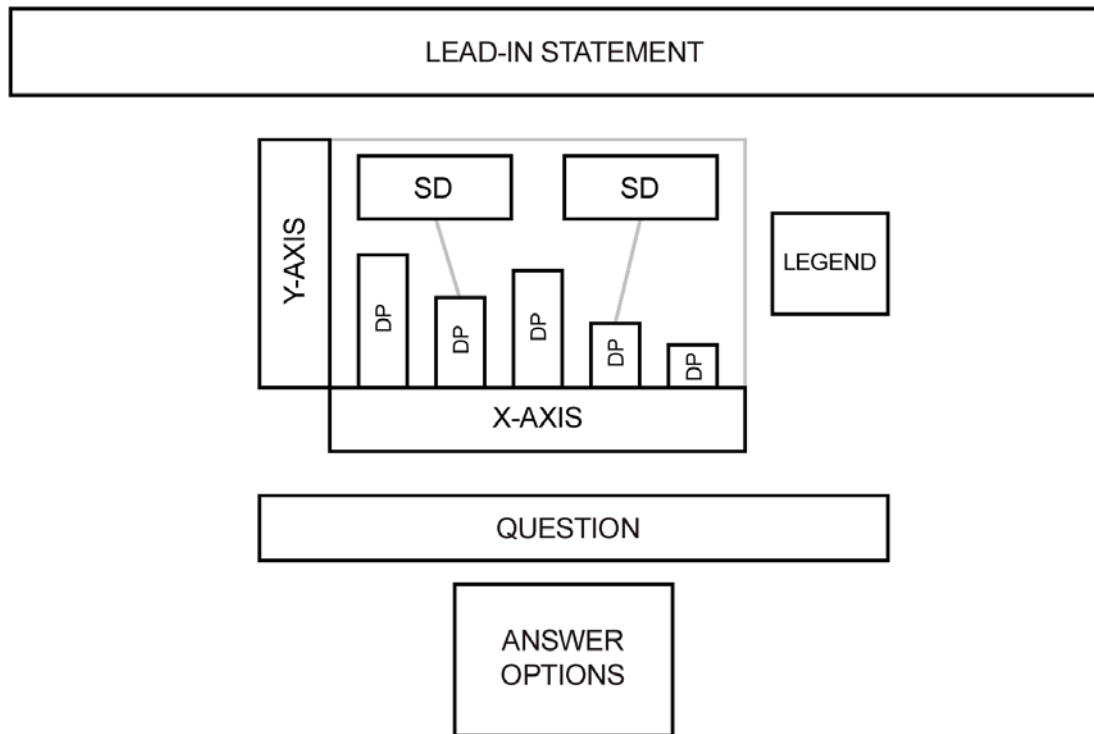 LEAD-IN STATEMENT
Y-AXIS
SD
SD
LEGEND
DP
DP
DP
DP
DP
X-AXIS
QUESTION
ANSWER
OPTIONS